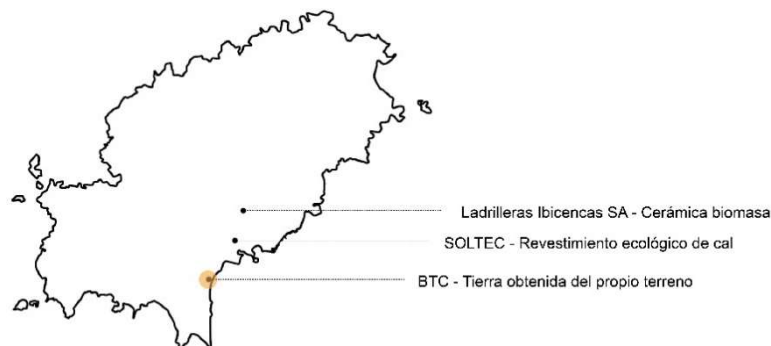 Ladrilleras Ibicencas SA - Cerámica biomasa
SOLTEC - Revestimiento ecológico de cal
BTC - Tierra obtenida del propio terreno